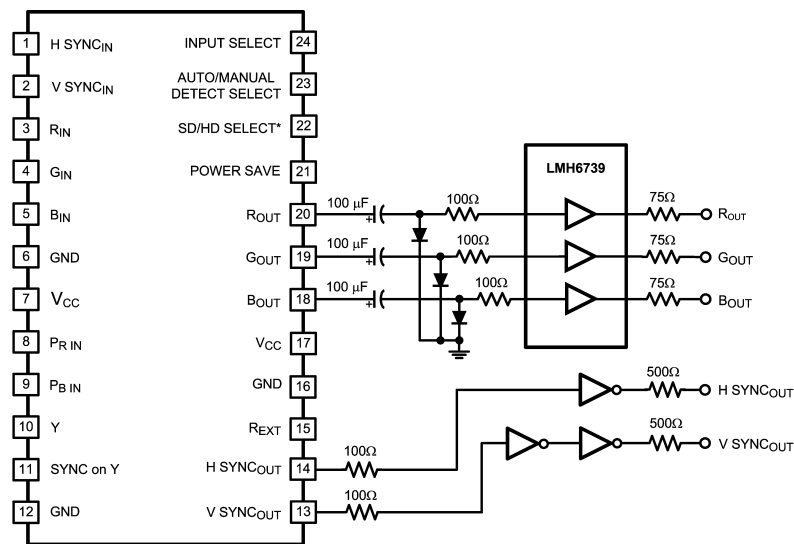 1 H SYNCIN
2 V SYNCIN
3 RIN
4 GIN
5 BIN
6 GND
7 VCC
8 PR IN
9 PB IN
10 Y
11 SYNC on Y
12 GND
INPUT SELECT 24
AUTO/MANUAL
DETECT SELECT 23
SD/HD SELECT* 22
POWER SAVE 21
ROUT 20
GOUT 19
BOUT 18
VCC 17
GND 16
REXT 15
H SYNCOUT 14
V SYNCOUT 13
100 µF
+
100Ω
100 µF
+
100Ω
100 µF
+
100Ω
LMH6739
75Ω
ROUT
75Ω
GOUT
75Ω
BOUT
100Ω
500Ω
H SYNCOUT
100Ω
500Ω
V SYNCOUT